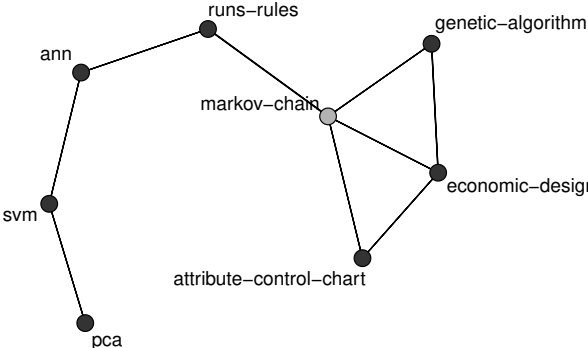 runs−rules
genetic−algorithm
ann
markov−chain
economic−design
svm
attribute−control−chart
pca